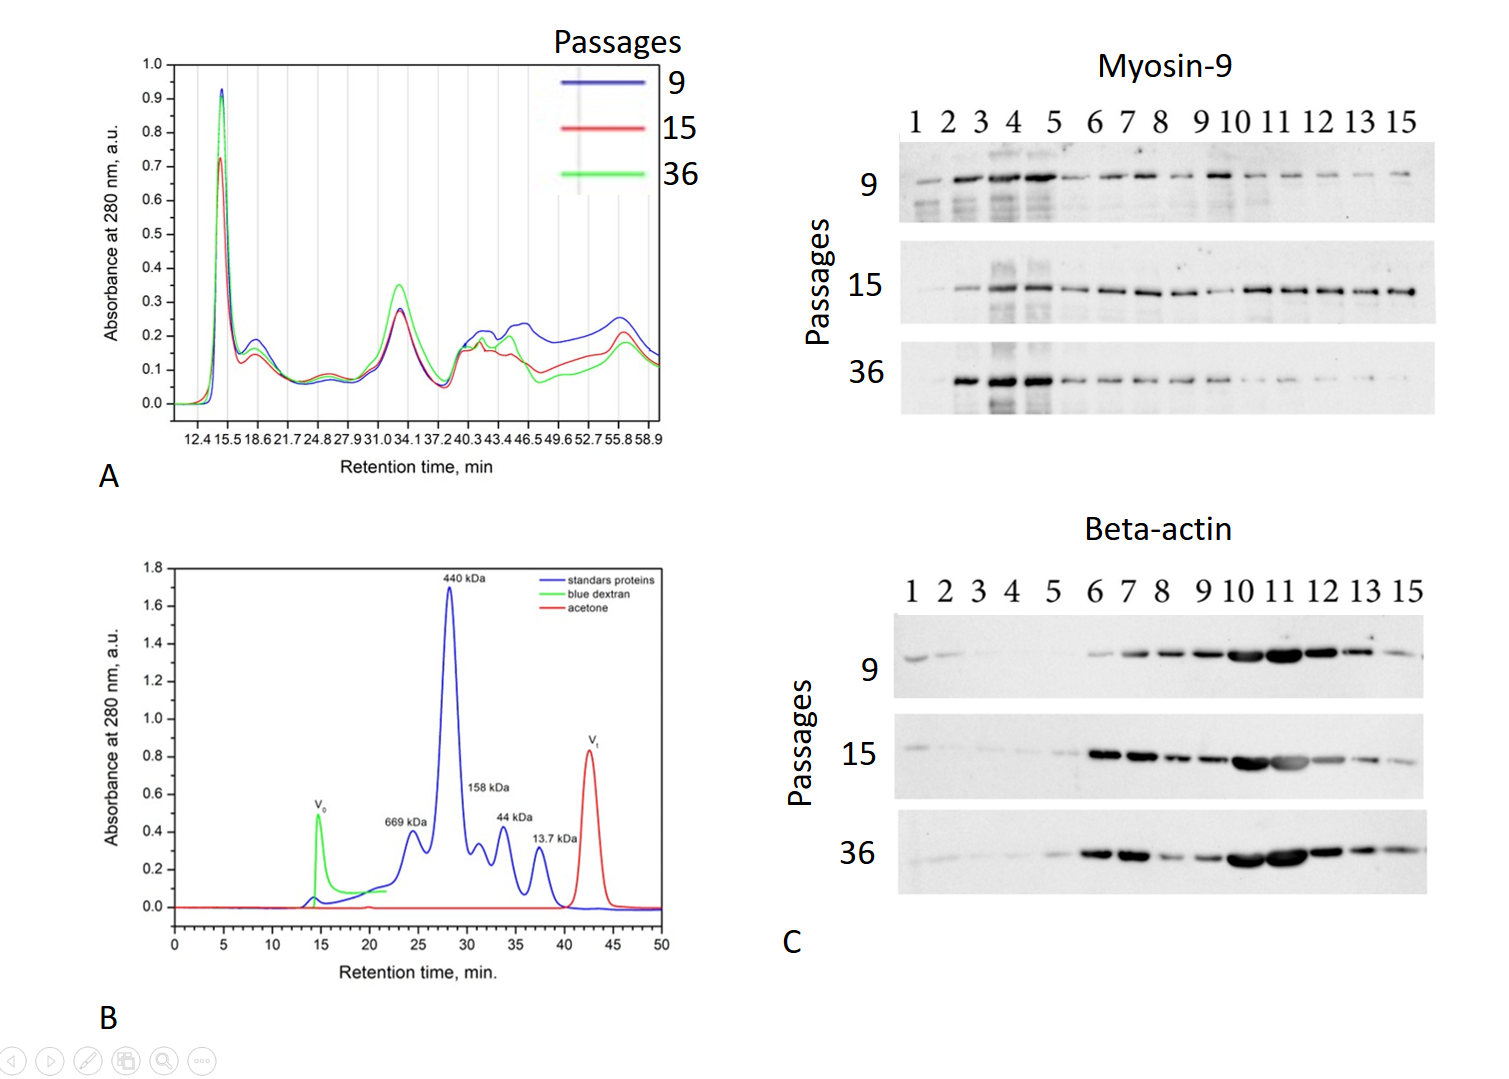 Passages
9
15
36
1.0
0.9
0.8
0.7
0.6
0.5
0.4
0.3
0.2
0.1
0.0
Absorbance at 280 nm, a.u.
12.4 15.5 18.6 21.7 24.8 27.9 31.0 34.1 37.2 40.3 43.4 46.5 49.6 52.7 55.8 58.9
Retention time, min
A
1.8
1.6
1.4
1.2
1.0
0.8
0.6
0.4
0.2
0.0
Absorbance at 280 nm, a.u.
440 kDa
standars proteins
blue dextran
acetone
V0
669 kDa
158 kDa
44 kDa
13.7 kDa
Vt
0 5 10 15 20 25 30 35 40 45 50
Retention time, min.
B
Myosin-9
1 2 3 4 5 6 7 8 9 10 11 12 13 15
Passages
9
15
36
Beta-actin
1 2 3 4 5 6 7 8 9 10 11 12 13 15
Passages
9
15
36
C